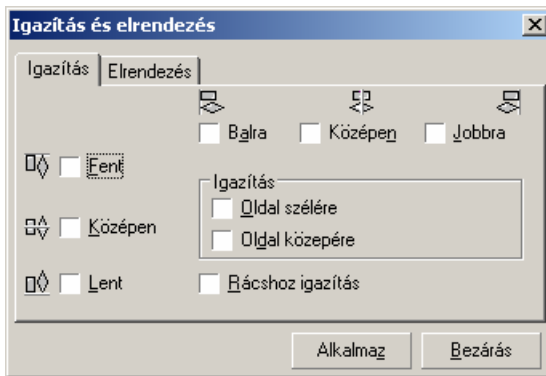 Igazítás és elrendezés
Igazítás Elrendezés
Balra Középen Jobbra
Fent
Igazítás
Oldal szélére
Középen
Oldal közepére
Lent Rácshoz igazítás
Alkalmaz Bezárás